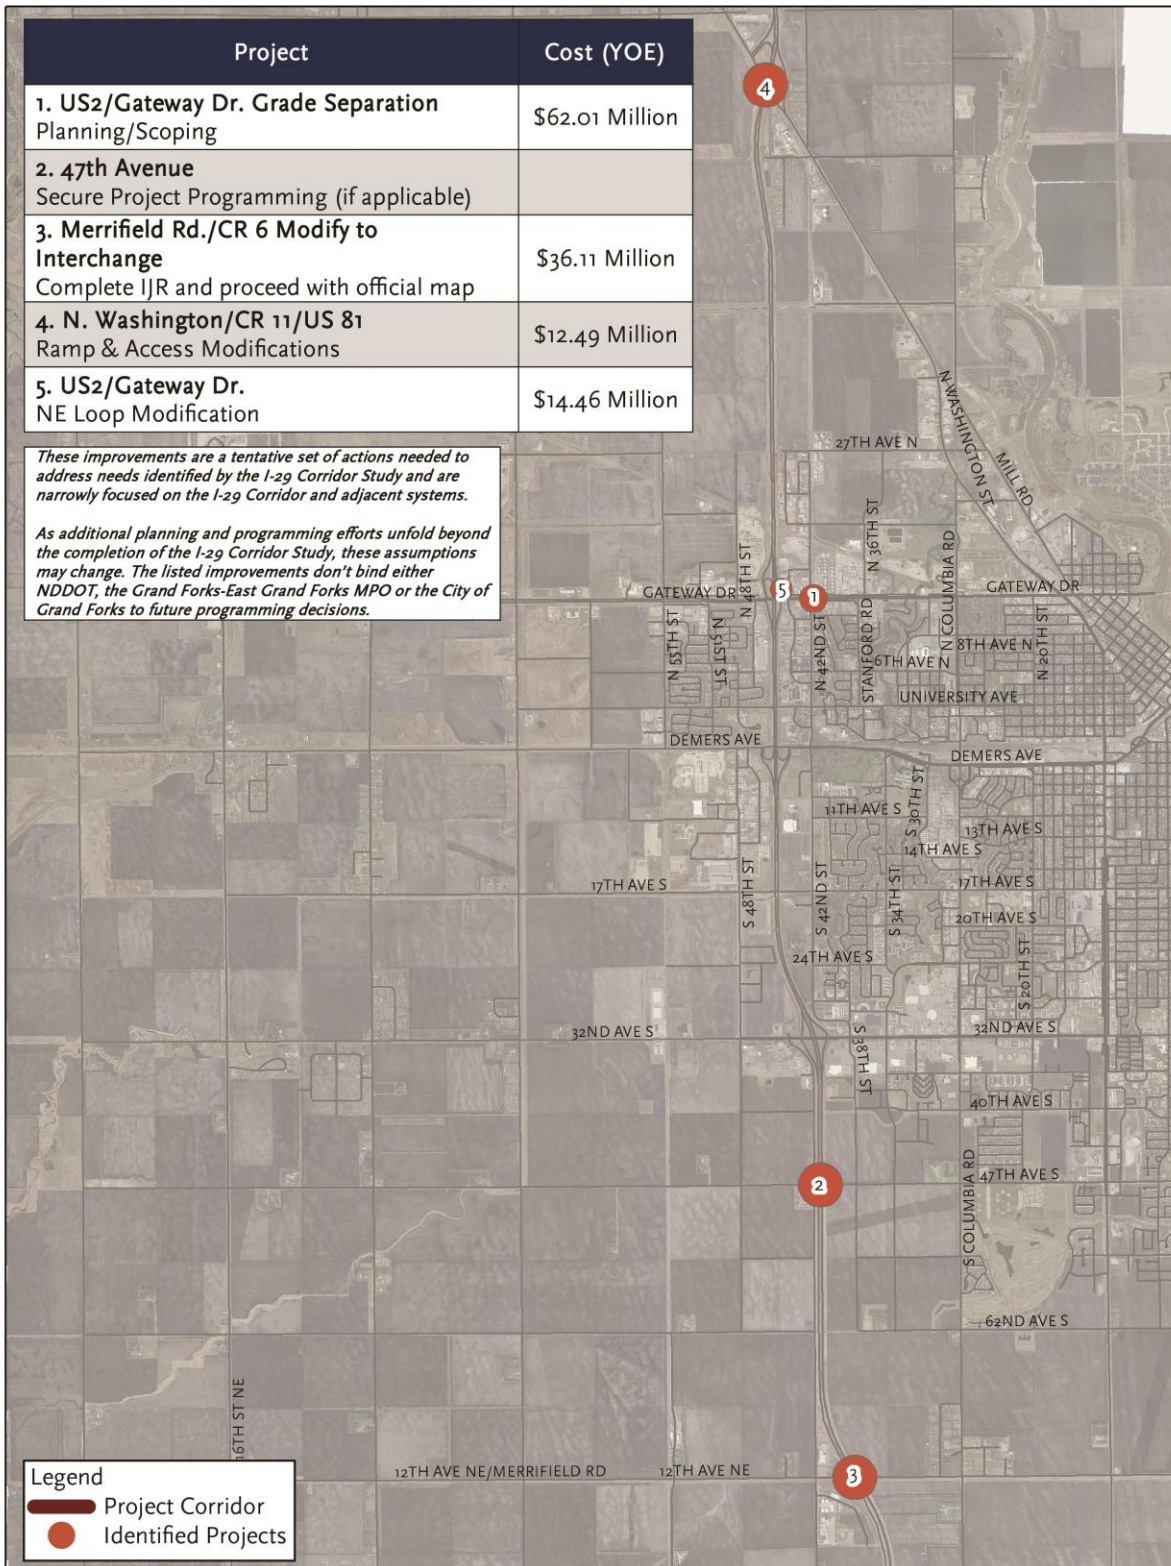 Project
Cost (YOE)
1. US2/Gateway Dr. Grade Separation
Planning/Scoping
$62.01 Million
2. 47th Avenue
Secure Project Programming (if applicable)
3. Merrifield Rd./CR 6 Modify to
Interchange
Complete IJR and proceed with official map
$36.11 Million
4. N. Washington/CR 11/US 81
Ramp & Access Modifications
$12.49 Million
5. US2/Gateway Dr.
NE Loop Modification
$14.46 Million
These improvements are a tentative set of actions needed to
address needs identified by the I-29 Corridor Study and are
narrowly focused on the I-29 Corridor and adjacent systems.
As additional planning and programming efforts unfold beyond
the completion of the I-29 Corridor Study, these assumptions
may change. The listed improvements don't bind either
NDDOT, the Grand Forks-East Grand Forks MPO or the City of
Grand Forks to future programming decisions.
4
N WASHINGTON ST
MILL RD
27TH AVE N
N 36TH ST
N COLUMBIA RD
N 48TH ST
GATEWAY DR
5
1
GATEWAY DR
N 55TH ST
N 51ST ST
N 42ND ST
STANFORD RD
8TH AVE N
6TH AVE N
N 20TH ST
UNIVERSITY AVE
DEMERS AVE
DEMERS AVE
S 30TH ST
11TH AVE S
13TH AVE S
14TH AVE S
17TH AVE S
17TH AVE S
S 48TH ST
S 42ND ST
S 34TH ST
20TH AVE S
24TH AVE S
S 20TH ST
32ND AVE S
32ND AVE S
S 38TH ST
40TH AVE S
2
47TH AVE S
S COLUMBIA RD
62ND AVE S
16TH ST NE
12TH AVE NE/MERRIFIELD RD
12TH AVE NE
3
Legend
Project Corridor
Identified Projects